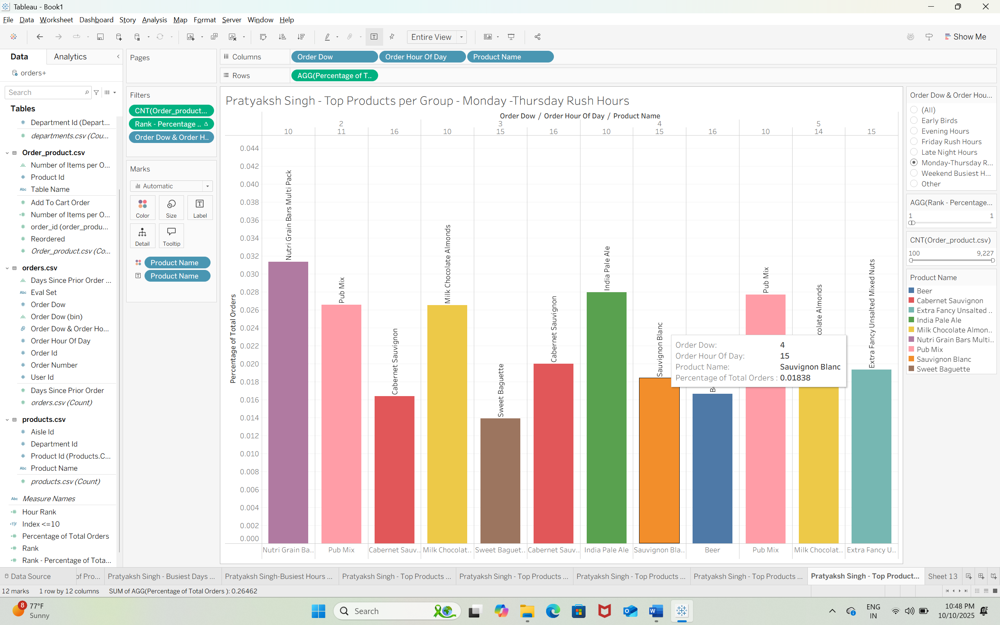 Tableau - Book1
File Data Worksheet Dashboard Story Analysis Map Format Server Window Help
Entire View
Show Me
Data Analytics
orders+
Search
Tables
Department Id (Depart...
departments.csv (Cou...
Order_product.csv
Number of Items per O...
Product Id
Abc Table Name
Add To Cart Order
Number of Items per O...
order_id (order_produ...
Reordered
Order_product.csv (Co...
orders.csv
Days Since Prior Order ...
Abc Eval Set
Order Dow
Order Dow (bin)
Order Dow & Order Ho...
Order Hour Of Day
Order Id
Order Number
User Id
Days Since Prior Order
orders.csv (Count)
products.csv
Aisle Id
Department Id
Product Id (Products.C...
Abc Product Name
products.csv (Count)
Abc Measure Names
Hour Rank
=T|F Index <=10
Percentage of Total Orders
Rank
Rank - Percentage of Tota...
Pages
Filters
CNT(Order_product...
Rank - Percentage .. Δ
Order Dow & Order H..
Marks
Automatic
Color Size Label
Detail Tooltip
Product Name
Product Name
Columns Order Dow Order Hour Of Day Product Name
Rows AGG(Percentage of T..
Pratyaksh Singh - Top Products per Group - Monday -Thursday Rush Hours
Order Dow / Order Hour Of Day / Product Name
2 3 4 5
10 11 16 10 15 16 10 15 16 10 14 15
Percentage of Total Orders
0.044
0.042
0.040
0.038
0.036
0.034
0.032
0.030
0.028
0.026
0.024
0.022
0.020
0.018
0.016
0.014
0.012
0.010
0.008
0.006
0.004
0.002
0.000
Nutri Grain Bars Multi Pack
Pub Mix
Cabernet Sauvignon
Milk Chocolate Almonds
Sweet Baguette
Cabernet Sauvignon
India Pale Ale
Sauvignon Blanc
Pub Mix
colate Almonds
Extra Fancy Unsalted Mixed Nuts
Order Dow: 4
Order Hour Of Day: 15
Product Name: Sauvignon Blanc
Percentage of Total Orders : 0.01838
Nutri Grain Ba.. Pub Mix Cabernet Sauv.. Milk Chocolat.. Sweet Baguet.. Cabernet Sauv.. India Pale Ale Sauvignon Bla.. Beer Pub Mix Milk Chocolat.. Extra Fancy U..
Order Dow & Order Hou...
(All)
Early Birds
Evening Hours
Friday Rush Hours
Late Night Hours
Monday-Thursday R...
Weekend Busiest H...
Other
AGG(Rank - Percentage...
1 1
CNT(Order_product.csv)
100 9,227
Product Name
Beer
Cabernet Sauvignon
Extra Fancy Unsalted ..
India Pale Ale
Milk Chocolate Almon..
Nutri Grain Bars Multi..
Pub Mix
Sauvignon Blanc
Sweet Baguette
Data Source of Pro... Pratyaksh Singh - Busiest Days ... Pratyaksh Singh-Busiest Hours ... Pratyaksh Singh - Top Products ... Pratyaksh Singh - Top Products ... Pratyaksh Singh - Top Products ... Pratyaksh Singh - Top Products ... Pratyaksh Singh - Top Product... Sheet 13
12 marks 1 row by 12 columns SUM of AGG(Percentage of Total Orders ): 0.26462
8
77°F
Sunny
Search
ENG
IN
10:48 PM
10/10/2025